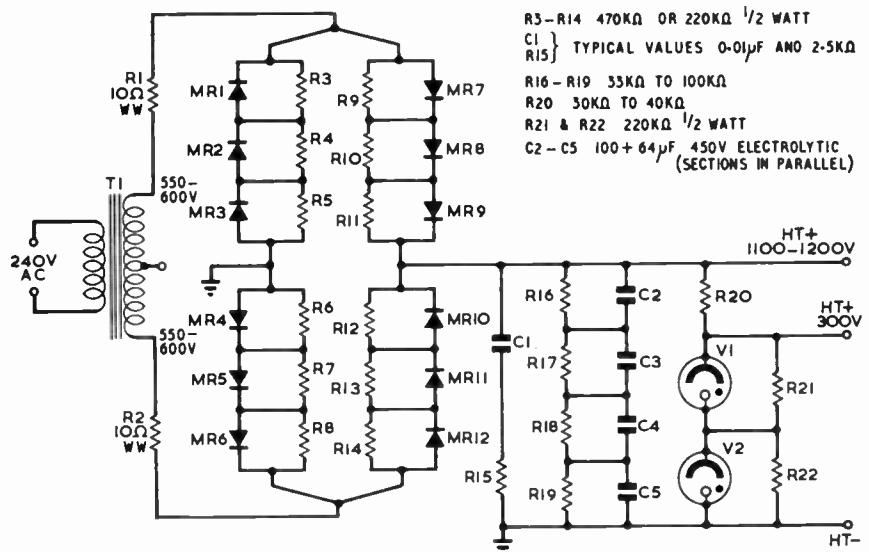 R3–R14 470KΩ OR 220KΩ 1/2 WATT
C1
R15} TYPICAL VALUES 0·01µF AND 2·5KΩ
R16–R19 33KΩ TO 100KΩ
R20 30KΩ TO 40KΩ
R21 & R22 220KΩ 1/2 WATT
C2–C5 100+64µF 450V ELECTROLYTIC
(SECTIONS IN PARALLEL)
R1
10Ω
WW
MR1
R3
R9
MR7
MR2
R4
R10
MR8
T1
550–
600V
MR3
R5
R11
MR9
240V
AC
HT+
1100–1200V
MR4
R6
R12
MR10
R16
C2
R20
HT+
300V
550–
600V
MR5
R7
R13
MR11
C1
R17
C3
V1
R21
R2
10Ω
WW
MR6
R8
R14
MR12
R18
C4
V2
R15
R19
C5
R22
HT–